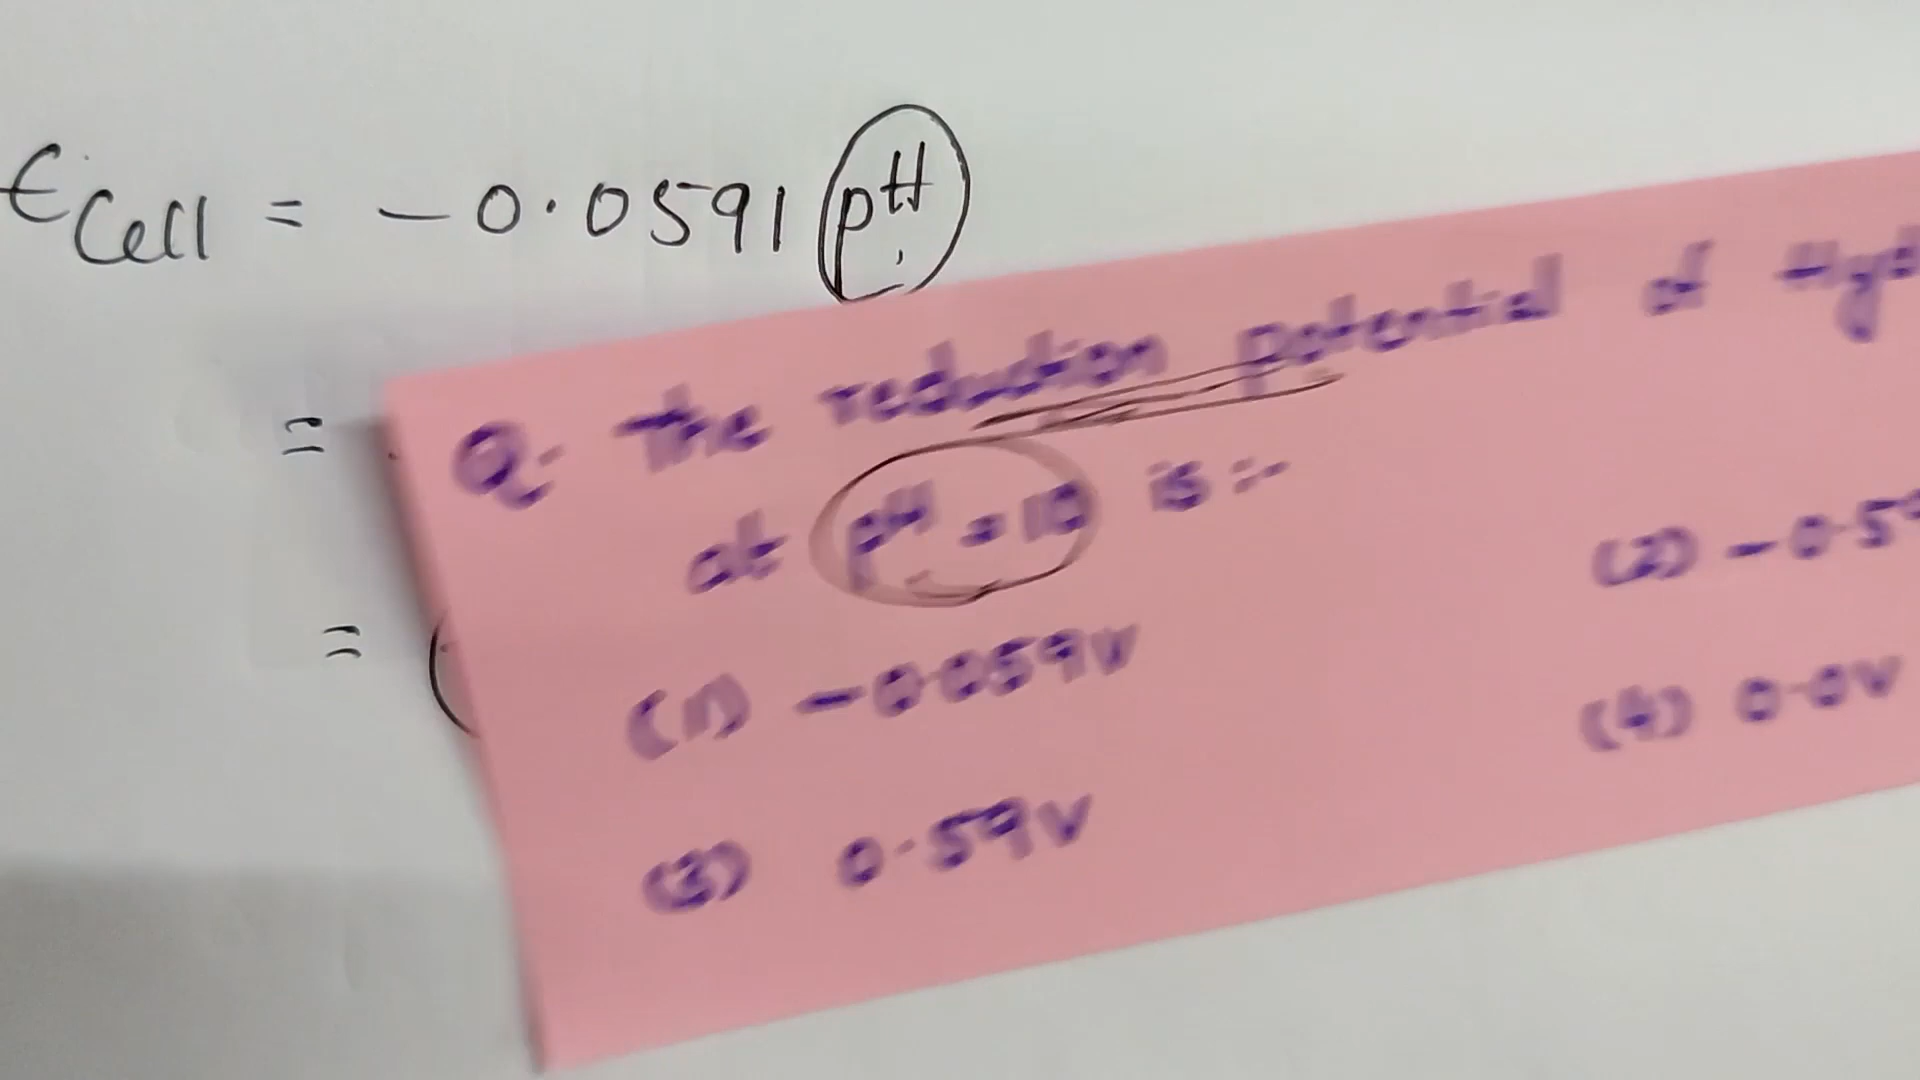 Ecell = - 0.0591 pH
=
= (
Q:- The reduction potential of
at pH = 10 is :-
(1) -0.059V
(2) -0.5
(3) 0.59V
(4) 0.0V